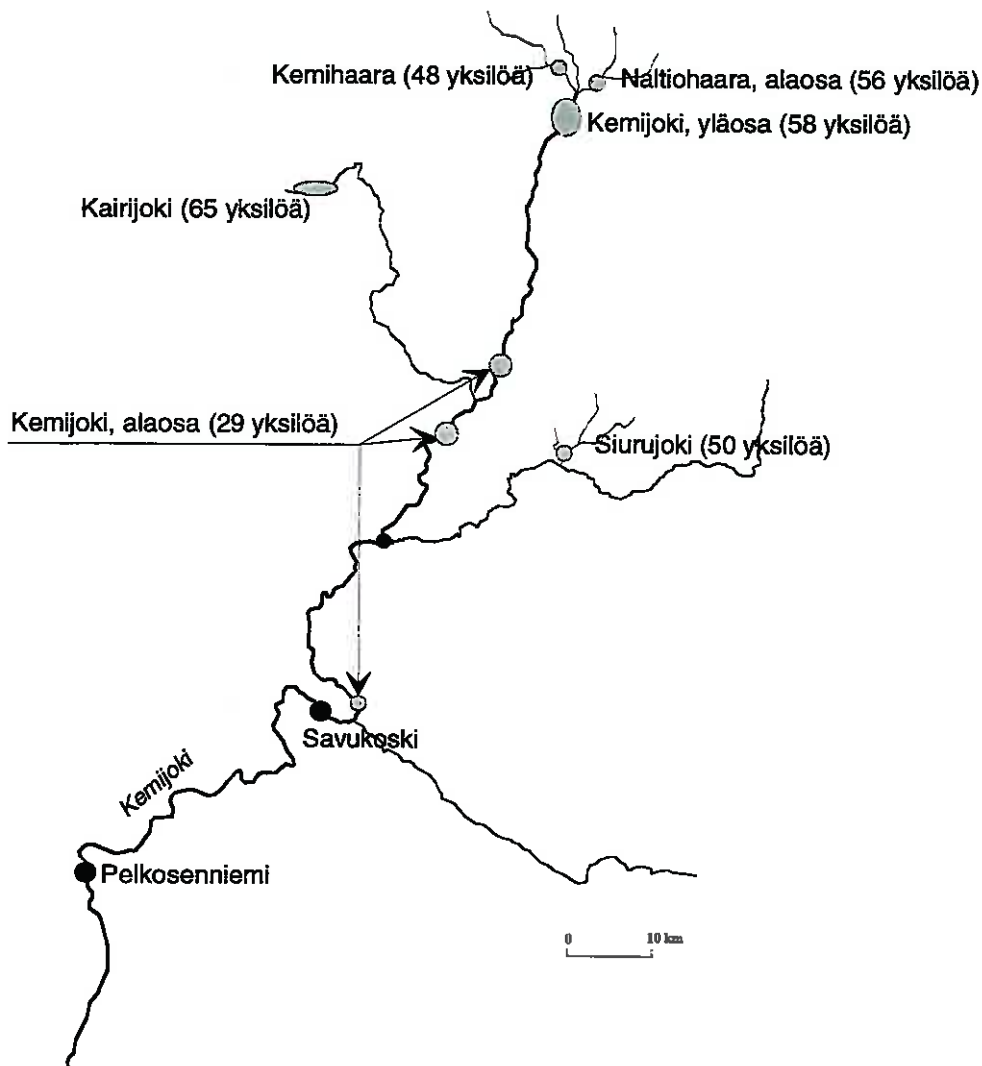 Kemihaara (48 yksilöä)
Naltiohaara, alaosa (56 yksilöä)
Kemijoki, yläosa (58 yksilöä)
Kairijoki (65 yksilöä)
Kemijoki, alaosa (29 yksilöä)
Siurujoki (50 yksilöä)
Savukoski
Kemijoki
Pelkosenniemi
0 10 km